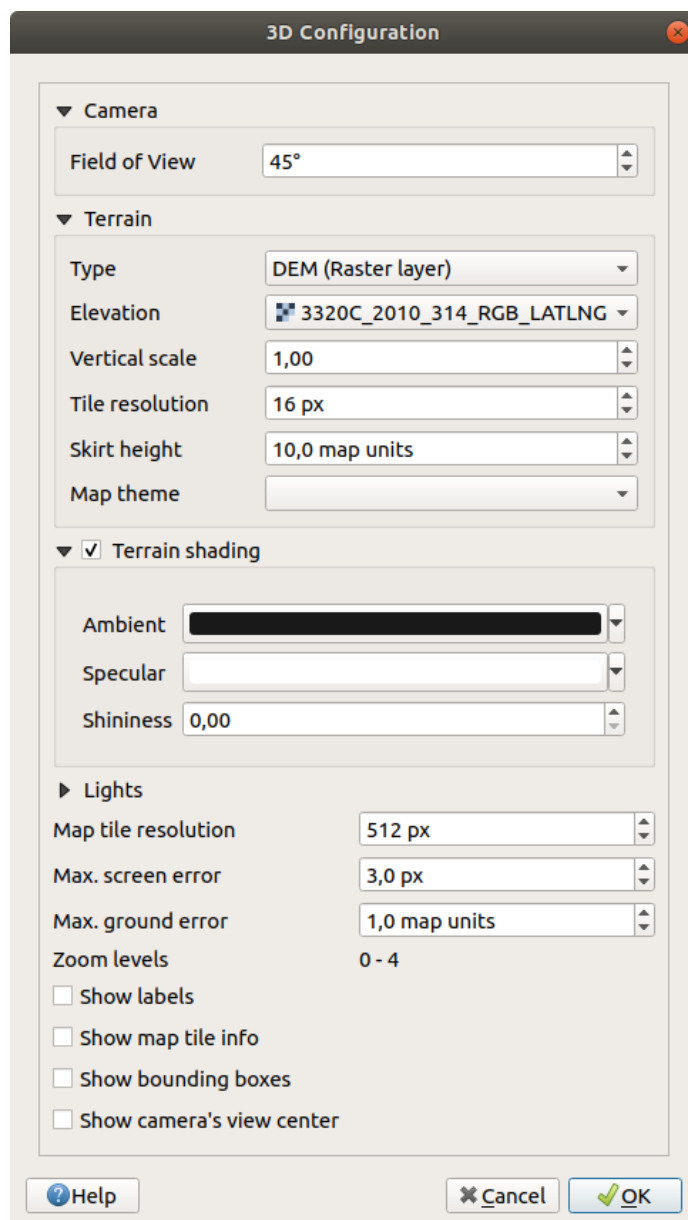 3D Configuration
Camera
Field of View 45°
Terrain
Type DEM (Raster layer)
Elevation 3320C_2010_314_RGB_LATLNG
Vertical scale 1,00
Tile resolution 16 px
Skirt height 10,0 map units
Map theme
Terrain shading
Ambient
Specular
Shininess 0,00
Lights
Map tile resolution 512 px
Max. screen error 3,0 px
Max. ground error 1,0 map units
Zoom levels 0 - 4
Show labels
Show map tile info
Show bounding boxes
Show camera's view center
Help Cancel OK